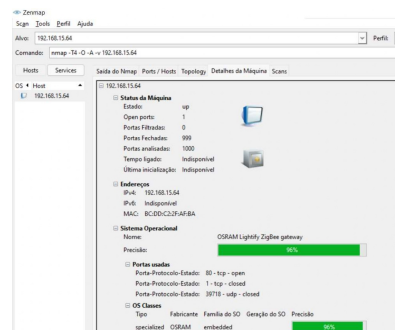 Zenmap
Scan Tools Perfil Ajuda
Alvo: 192.168.15.64 Perfil:
Comando: nmap -T4 -O -A -v 192.168.15.64
Hosts Services Saída do Nmap Ports / Hosts Topology Detalhes da Máquina Scans
OS Host
192.168.15.64
192.168.15.64
Status da Máquina
Estado: up
Open ports: 1
Portas Filtradas: 0
Portas Fechadas: 999
Portas analisadas: 1000
Tempo ligado: Indisponível
Última inicialização: Indisponível
Endereços
IPv4: 192.168.15.64
IPv6: Indisponível
MAC: BC:DD:C2:2F:AF:BA
Sistema Operacional
Nome: OSRAM Lightify ZigBee gateway
Precisão: 96%
Portas usadas
Porta-Protocolo-Estado: 80 - tcp - open
Porta-Protocolo-Estado: 1 - tcp - closed
Porta-Protocolo-Estado: 39718 - udp - closed
OS Classes
Tipo Fabricante Família do SO Geração do SO Precisão
specialized OSRAM embedded 96%